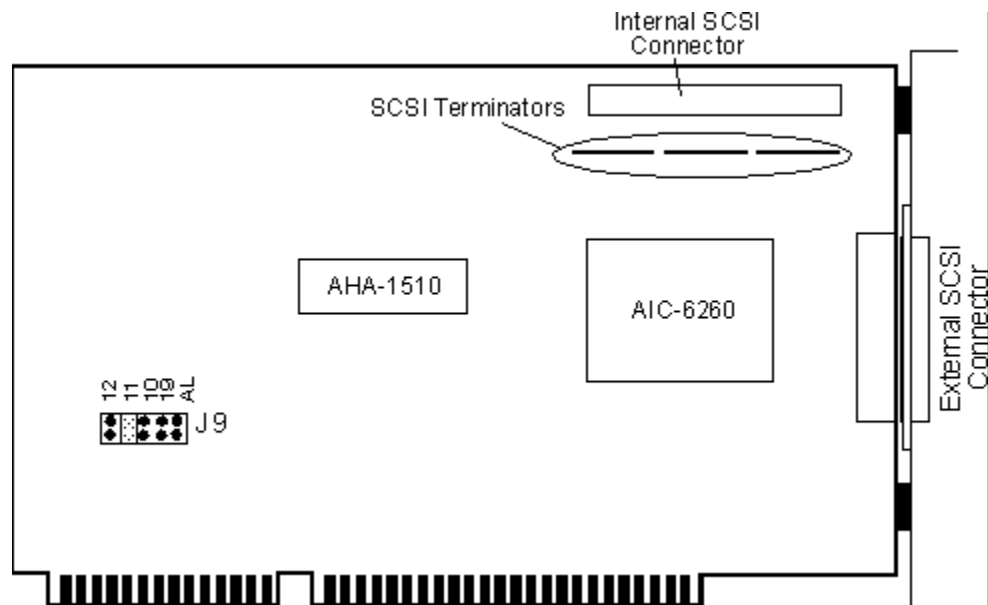 Internal SCSI
Connector
SCSI Terminators
AHA-1510
AIC-6260
External SCSI
Connector
12
11
10
19
AL
J9